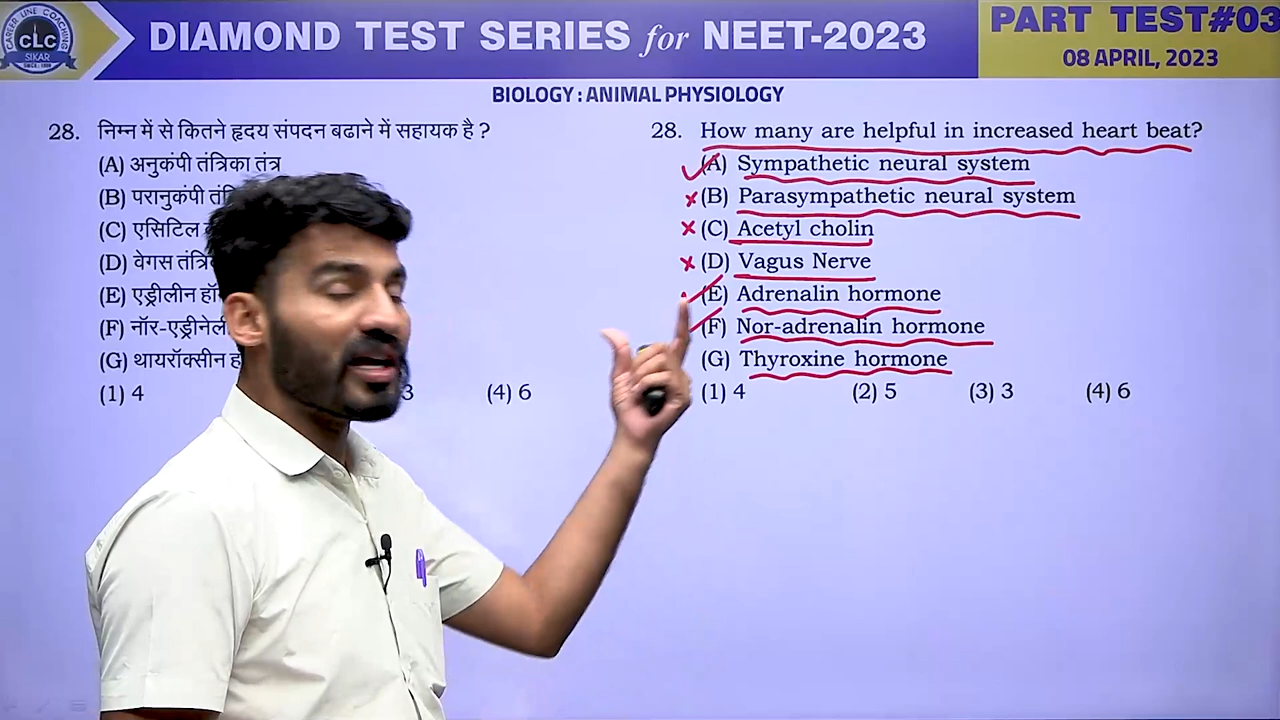 CAREER LINE COACHING
CLC
SIKAR
SINCE : 1996
DIAMOND TEST SERIES for NEET-2023
PART TEST#03
08 APRIL, 2023
BIOLOGY : ANIMAL PHYSIOLOGY
28. निम्न में से कितने हृदय संपदन बढाने में सहायक है ?
(A) अनुकंपी तंत्रिका तंत्र
(B) परानुकंपी
(C) एसिटिल
(D) वेगस
(E) एड्रीलीन
(F)
(G) थायरॉक्सीन
(1) 4 3 (4) 6
28. How many are helpful in increased heart beat?
(A) Sympathetic neural system
(B) Parasympathetic neural system
(C) Acetyl cholin
(D) Vagus Nerve
(E) Adrenalin hormone
(F) Nor-adrenalin hormone
(G) Thyroxine hormone
(1) 4 (2) 5 (3) 3 (4) 6